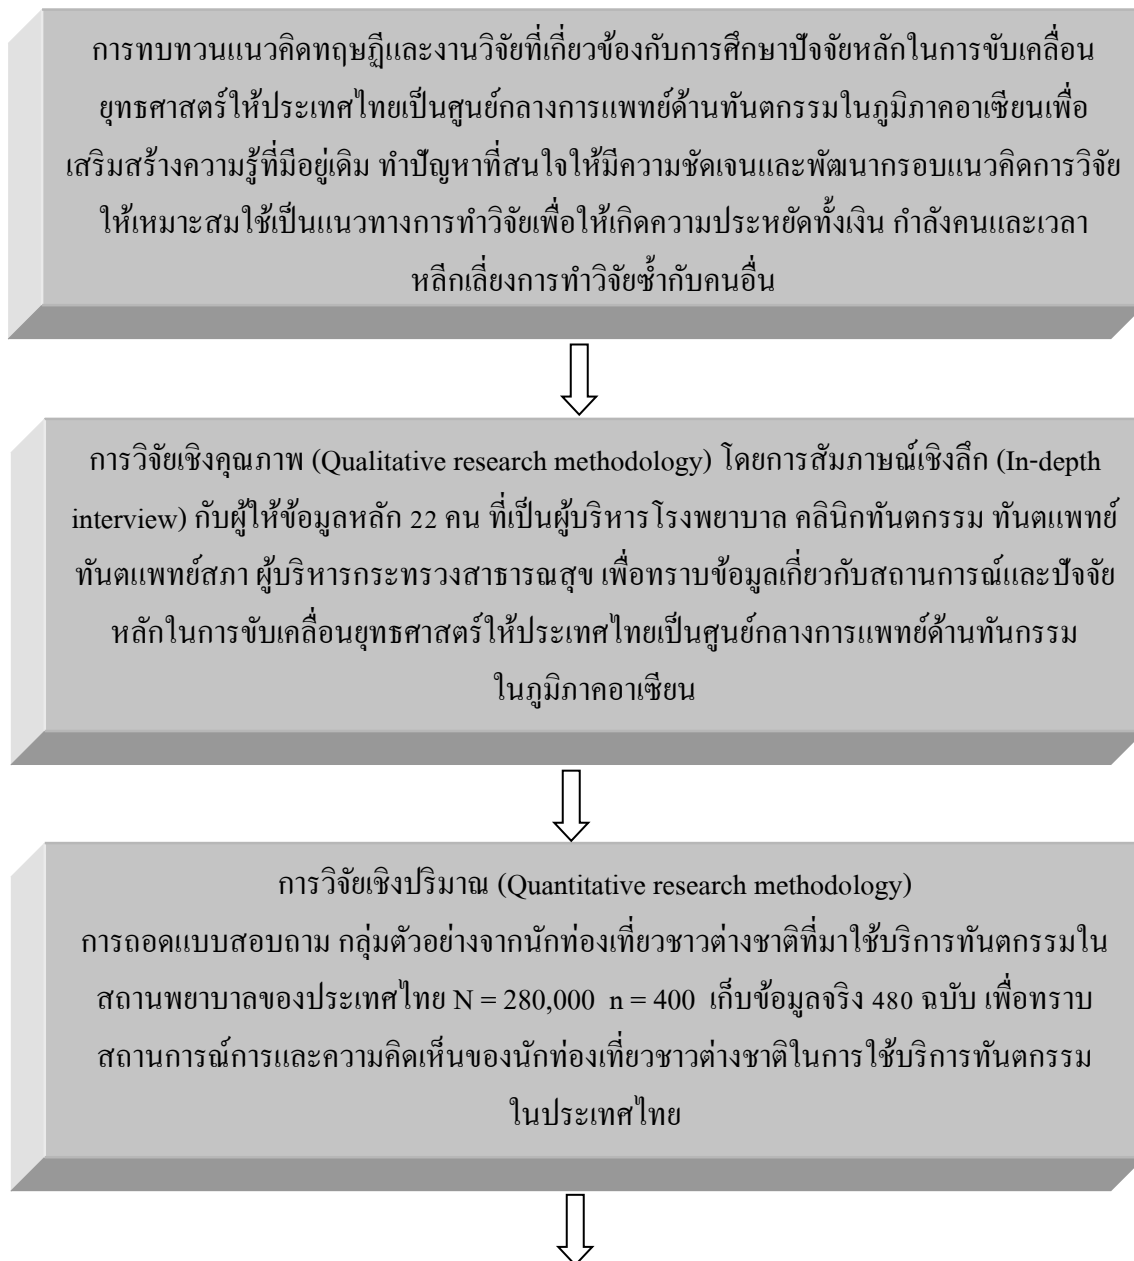 การทบทวนแนวคิดทฤษฎีและงานวิจัยที่เกี่ยวข้องกับการศึกษาปัจจัยหลักในการขับเคลื่อน
ยุทธศาสตร์ให้ประเทศไทยเป็นศูนย์กลางการแพทย์ด้านทันตกรรมในภูมิภาคอาเซียนเพื่อ
เสริมสร้างความรู้ที่มีอยู่เดิม ทำปัญหาที่สนใจให้มีความชัดเจนและพัฒนากรอบแนวคิดการวิจัย
ให้เหมาะสมใช้เป็นแนวทางการทำวิจัยเพื่อให้เกิดความประหยัดทั้งเงิน กำลังคนและเวลา
หลีกเลี่ยงการทำวิจัยซ้ำกับคนอื่น
การวิจัยเชิงคุณภาพ (Qualitative research methodology) โดยการสัมภาษณ์เชิงลึก (In-depth
interview) กับผู้ให้ข้อมูลหลัก 22 คน ที่เป็นผู้บริหารโรงพยาบาล คลินิกทันตกรรม ทันตแพทย์
ทันตแพทย์สภา ผู้บริหารกระทรวงสาธารณสุข เพื่อทราบข้อมูลเกี่ยวกับสถานการณ์และปัจจัย
หลักในการขับเคลื่อนยุทธศาสตร์ให้ประเทศไทยเป็นศูนย์กลางการแพทย์ด้านทันกรรม
ในภูมิภาคอาเซียน
การวิจัยเชิงปริมาณ (Quantitative research methodology)
การถอดแบบสอบถาม กลุ่มตัวอย่างจากนักท่องเที่ยวชาวต่างชาติที่มาใช้บริการทันตกรรมใน
สถานพยาบาลของประเทศไทย N = 280,000 n = 400 เก็บข้อมูลจริง 480 ฉบับ เพื่อทราบ
สถานการณ์การและความคิดเห็นของนักท่องเที่ยวชาวต่างชาติในการใช้บริการทันตกรรม
ในประเทศไทย